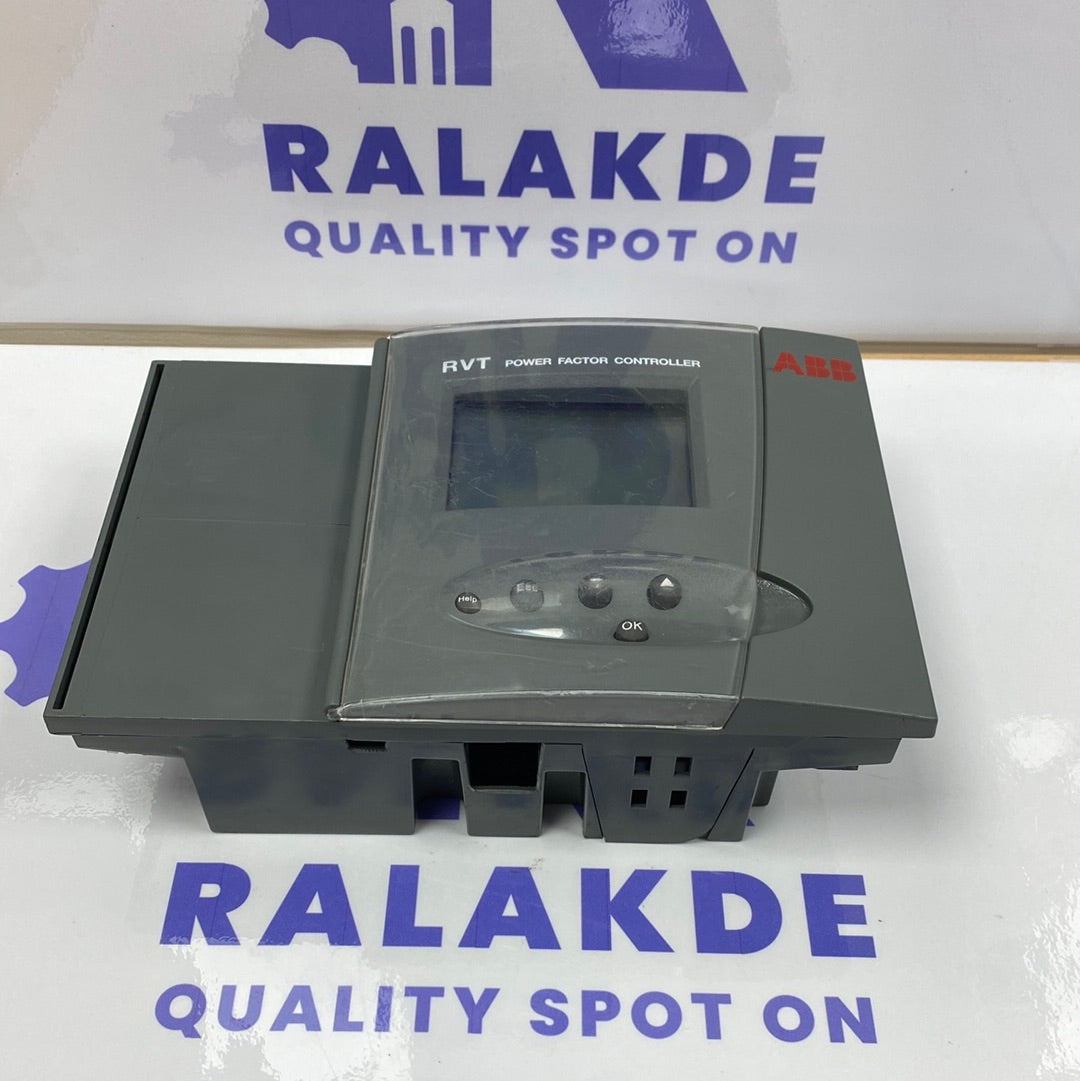 RALAKDE
QUALITY SPOT ON
RVT POWER FACTOR CONTROLLER
ABB
Help
ESC
OK
RALAKDE
QUALITY SPOT ON